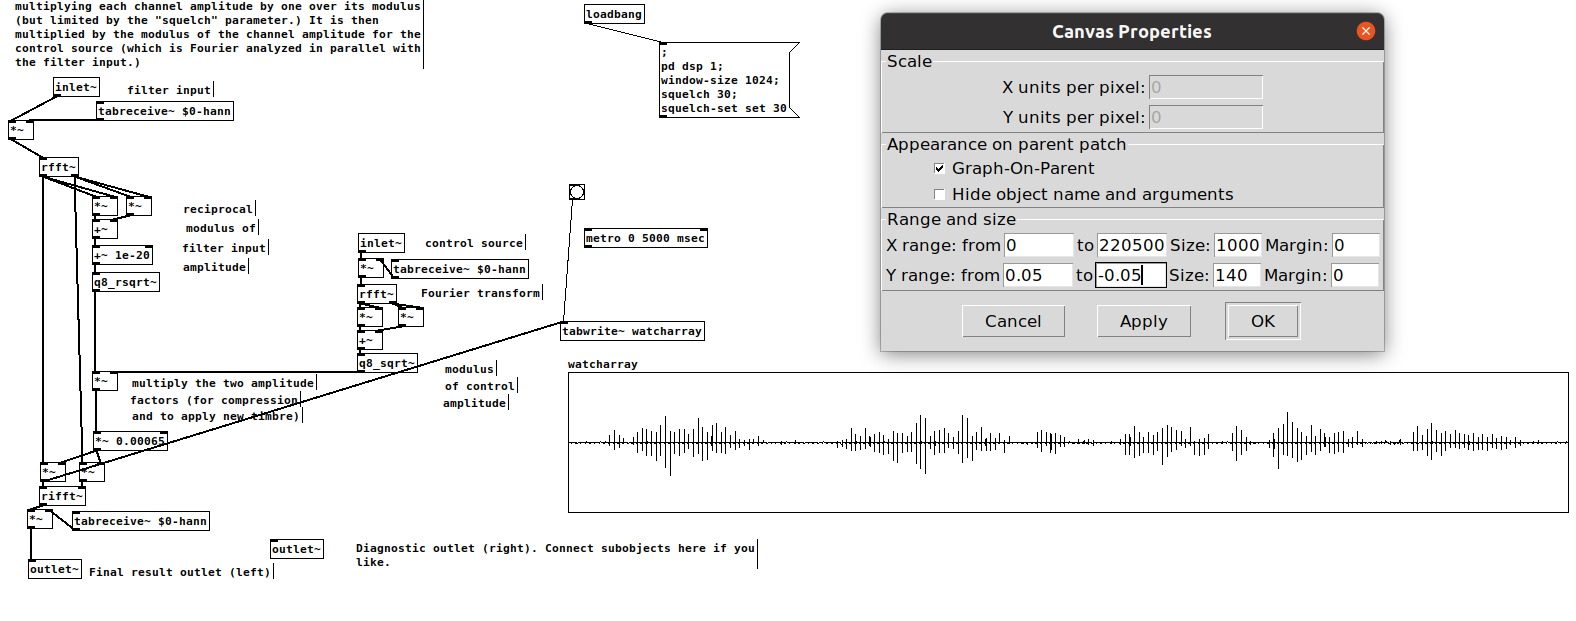 multiplying each channel amplitude by one over its modulus
(but limited by the "squelch" parameter.) It is then
multiplied by the modulus of the channel amplitude for the
control source (which is Fourier analyzed in parallel with
the filter input.)
inlet~
filter input
tabreceive~ $0-hann
*~
rfft~
*~
*~
+~
+~ 1e-20
q8_rsqrt~
reciprocal
modulus of
filter input
amplitude
inlet~
control source
*~
tabreceive~ $0-hann
rfft~
Fourier transform
*~
*~
+~
q8_sqrt~
modulus
of control
amplitude
*~
multiply the two amplitude
factors (for compression
and to apply new timbre)
*~ 0.00065
*~
*~
rifft~
*~
tabreceive~ $0-hann
outlet~
Final result outlet (left)
outlet~
Diagnostic outlet (right). Connect subobjects here if you
like.
loadbang
;
pd dsp 1;
window-size 1024;
squelch 30;
squelch-set set 30
metro 0 5000 msec
tabwrite~ watcharray
watcharray
Canvas Properties
Scale
X units per pixel: 0
Y units per pixel: 0
Appearance on parent patch
Graph-On-Parent
Hide object name and arguments
Range and size
X range: from 0 to 220500 Size: 1000 Margin: 0
Y range: from 0.05 to -0.05 Size: 140 Margin: 0
Cancel
Apply
OK